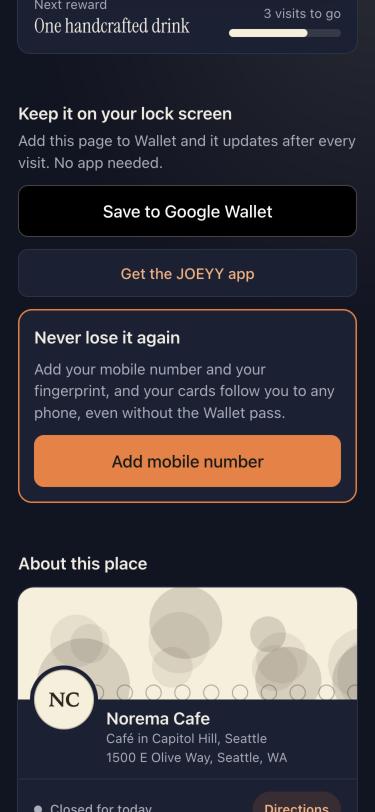 Next reward
3 visits to go
One handcrafted drink
Keep it on your lock screen
Add this page to Wallet and it updates after every
visit. No app needed.
Save to Google Wallet
Get the JOEYY app
Never lose it again
Add your mobile number and your
fingerprint, and your cards follow you to any
phone, even without the Wallet pass.
Add mobile number
About this place
NC
Norema Cafe
Café in Capitol Hill, Seattle
1500 E Olive Way, Seattle, WA
Closed for today
Directions